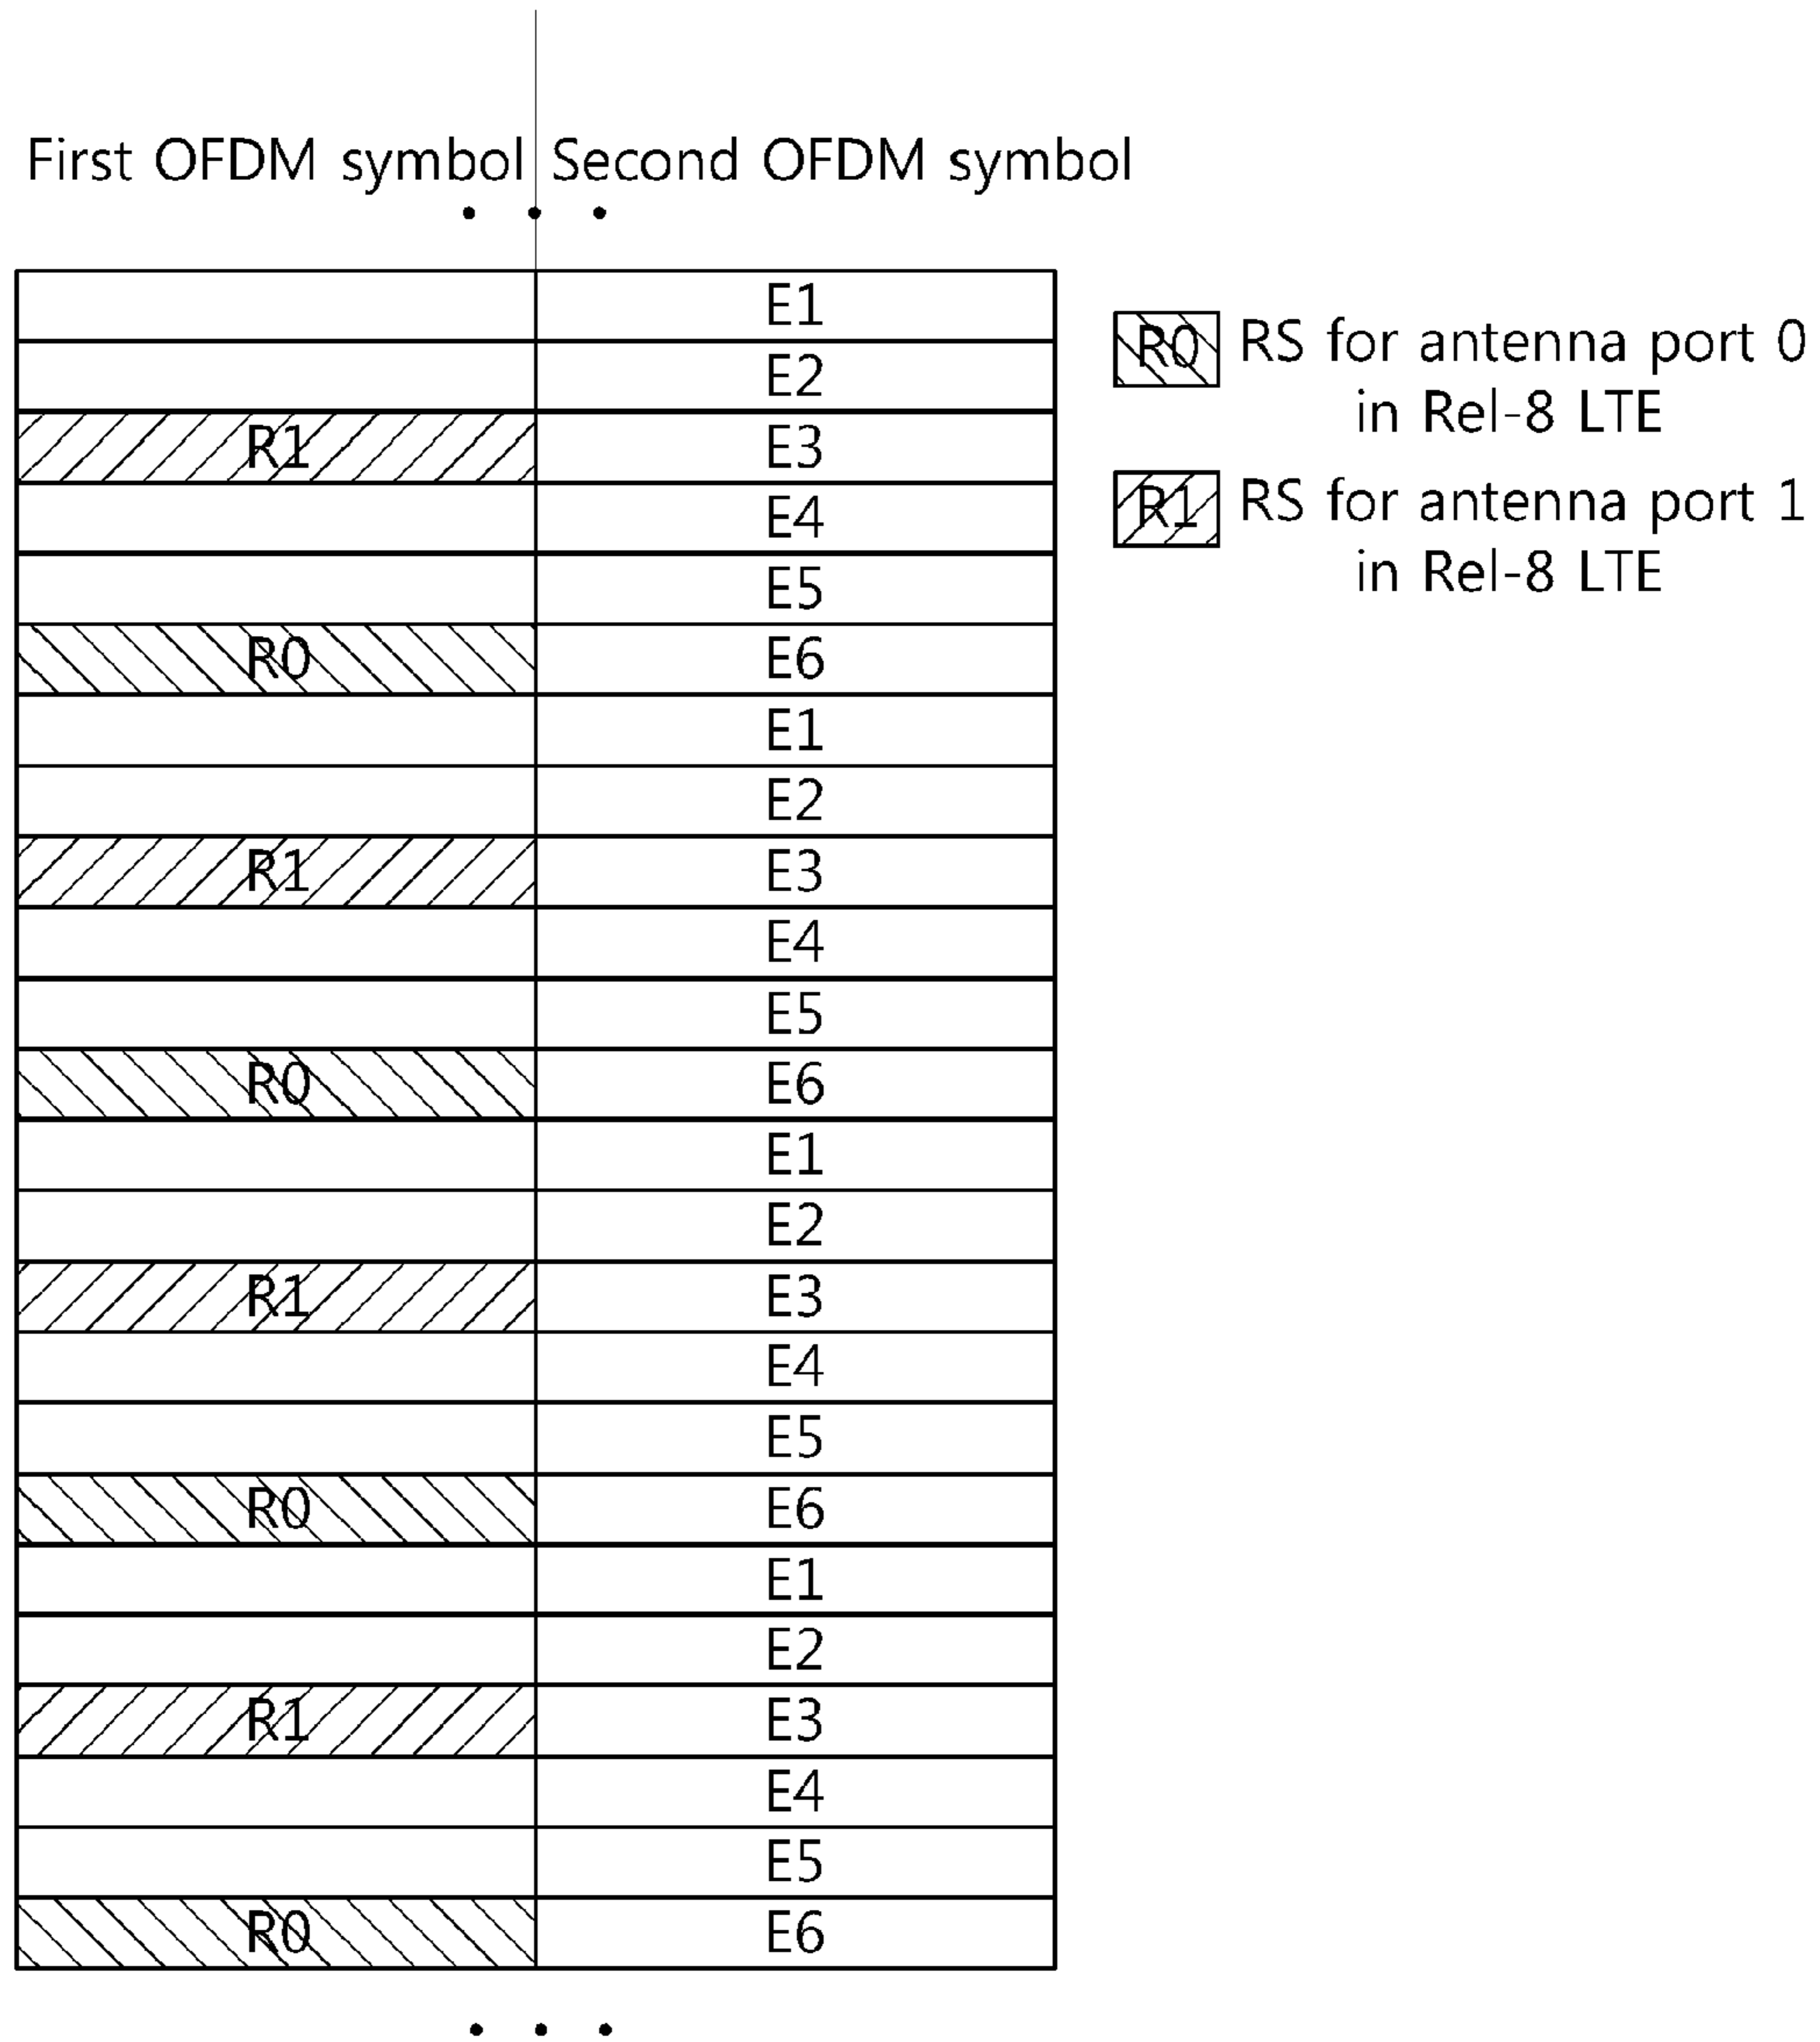 First OFDM symbol Second OFDM symbol
. . .
E1
E2
R1 E3
E4
E5
R0 E6
E1
E2
R1 E3
E4
E5
R0 E6
E1
E2
R1 E3
E4
E5
R0 E6
E1
E2
R1 E3
E4
E5
R0 E6
. . .
R0 RS for antenna port 0
in Rel-8 LTE
R1 RS for antenna port 1
in Rel-8 LTE